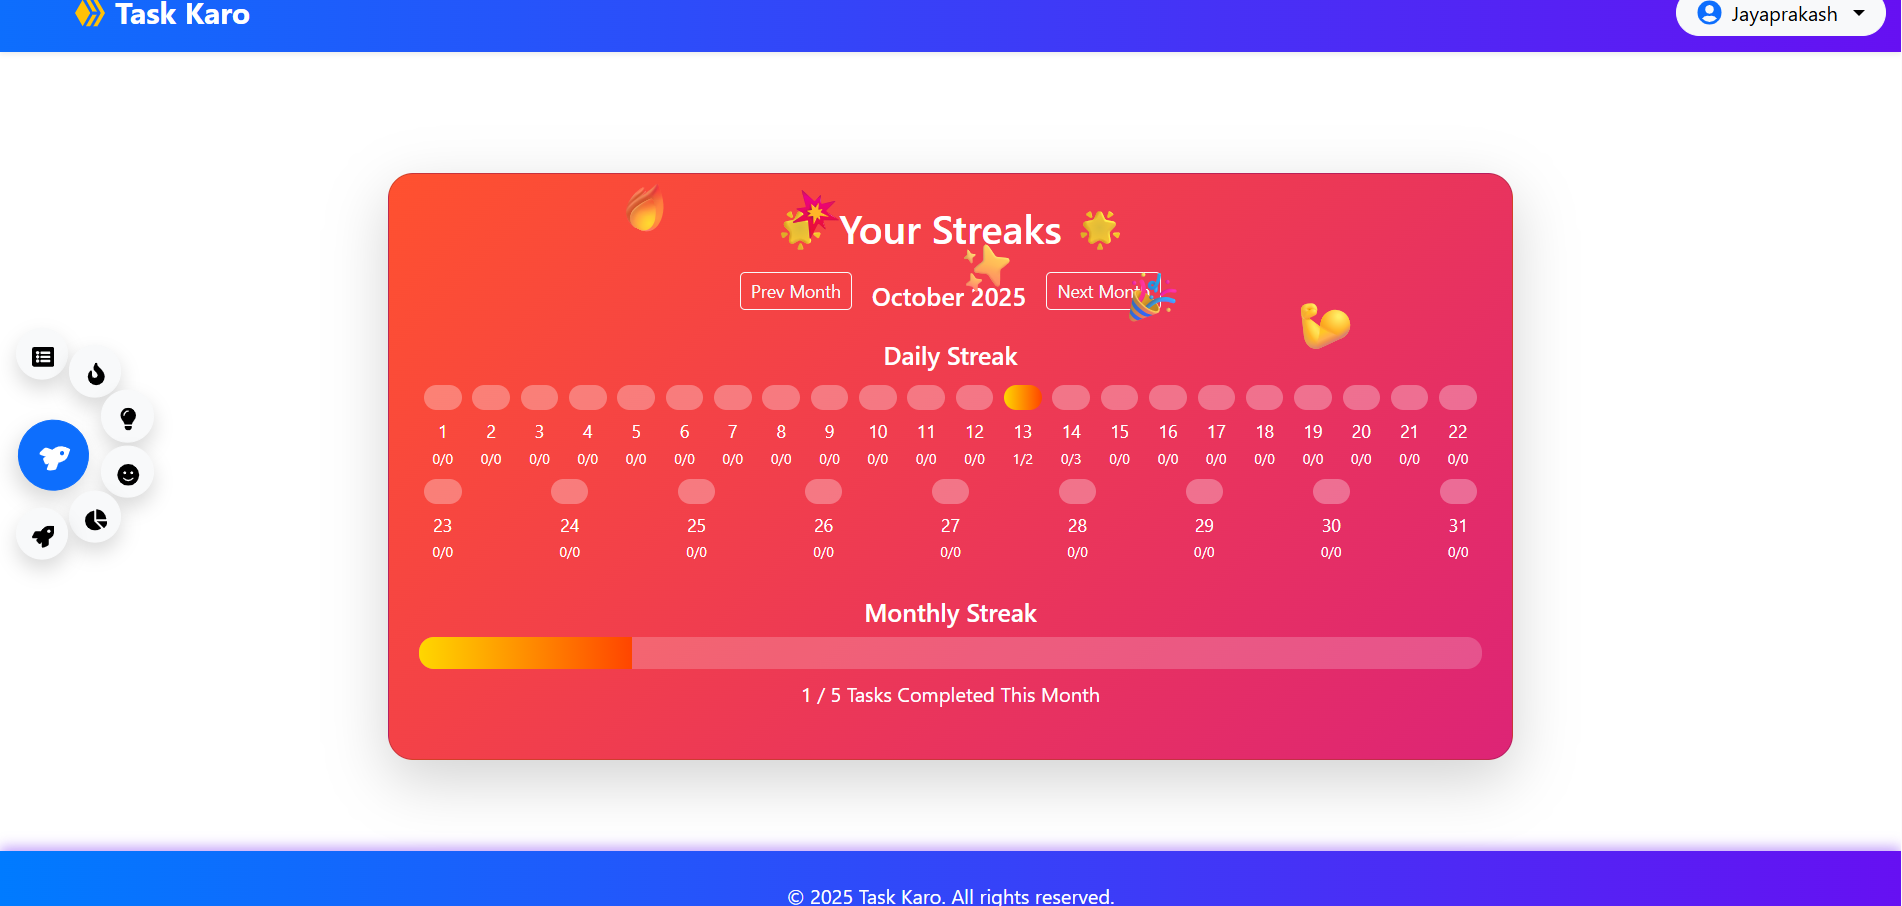 Task Karo
Jayaprakash
Your Streaks
Prev Month
October 2025
Next Month
Daily Streak
1 2 3 4 5 6 7 8 9 10 11 12 13 14 15 16 17 18 19 20 21 22
0/0 0/0 0/0 0/0 0/0 0/0 0/0 0/0 0/0 0/0 0/0 0/0 1/2 0/3 0/0 0/0 0/0 0/0 0/0 0/0 0/0 0/0
23 24 25 26 27 28 29 30 31
0/0 0/0 0/0 0/0 0/0 0/0 0/0 0/0 0/0
Monthly Streak
1 / 5 Tasks Completed This Month
© 2025 Task Karo. All rights reserved.